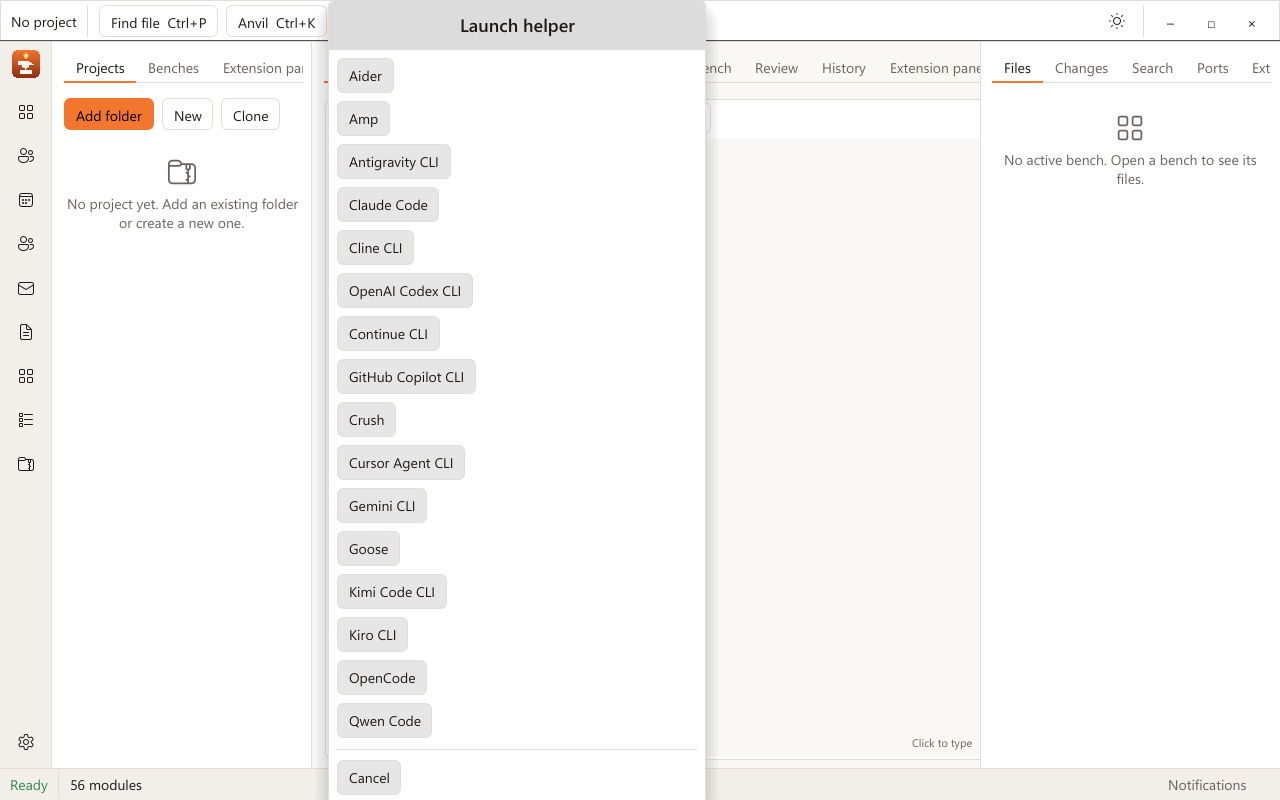 No project
Find file Ctrl+P
Anvil Ctrl+K
Launch helper
Projects
Benches
Extension
Review
History
Extension
Files
Changes
Search
Ports
Add folder
New
Clone
No project yet. Add an existing folder
or create a new one.
Aider
Amp
Antigravity CLI
Claude Code
Cline CLI
OpenAI Codex CLI
Continue CLI
GitHub Copilot CLI
Crush
Cursor Agent CLI
Gemini CLI
Goose
Kimi Code CLI
Kiro CLI
OpenCode
Qwen Code
Cancel
No active bench. Open a bench to see its
files.
Click to type
Ready
56 modules
Notifications